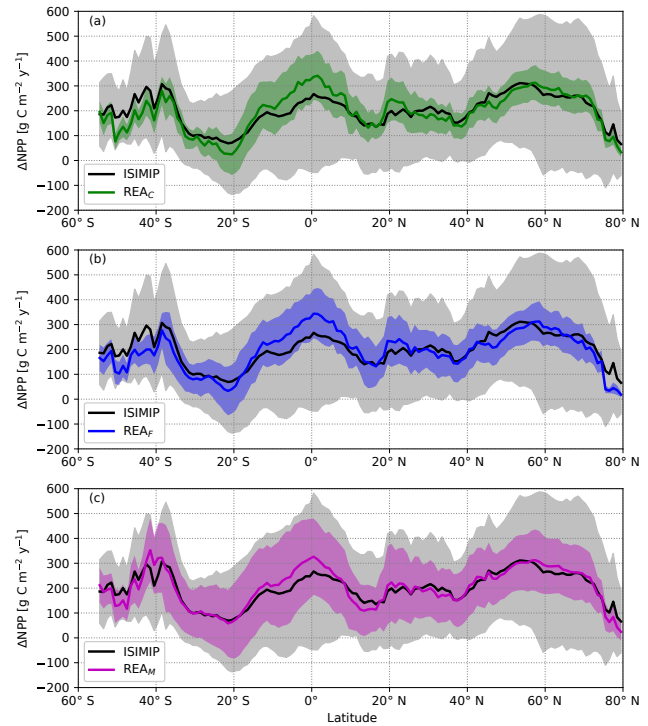 (a)
600
500
400
300
200
100
0
−100
−200
ΔNPP [g C m⁻² y⁻¹]
ISIMIP
REA_C
60° S 40° S 20° S 0° 20° N 40° N 60° N 80° N
(b)
600
500
400
300
200
100
0
−100
−200
ΔNPP [g C m⁻² y⁻¹]
ISIMIP
REA_F
60° S 40° S 20° S 0° 20° N 40° N 60° N 80° N
(c)
600
500
400
300
200
100
0
−100
−200
ΔNPP [g C m⁻² y⁻¹]
ISIMIP
REA_M
60° S 40° S 20° S 0° 20° N 40° N 60° N 80° N
Latitude